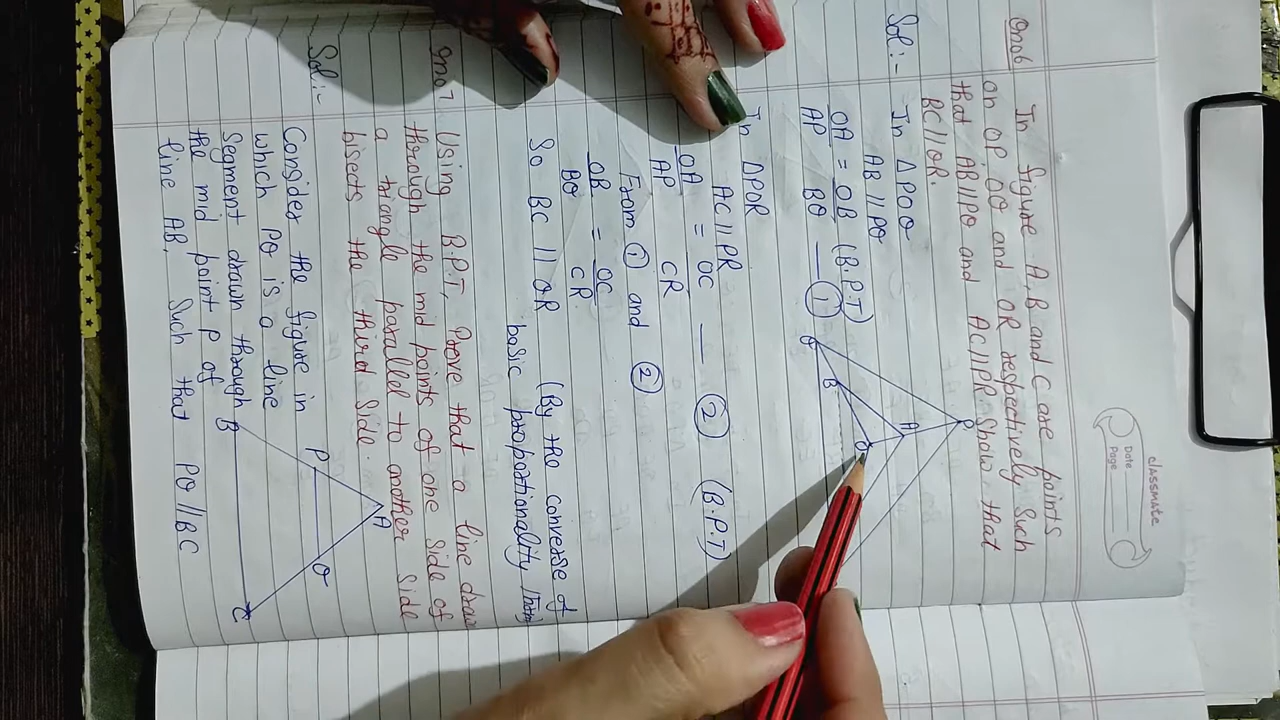 classmate
Date
Page
Qno6 In figure A, B and C are points
on OP, OQ and OR respectively such
that AB||PQ and AC||PR show that
BC||QR.
Sol:- In ΔPOQ
AB||PQ
OA = OB (B.P.T)
AP BQ — ①
P
A
Q
B
O
In ΔPOR
AC||PR
OA = OC — ② (B.P.T)
AP CR
From ① and ②
OB = OC
BQ CR
So BC || QR (By the converse of
basic proportionality
Qno7 Using B.P.T, Prove that a line
through the mid points of one side of
a triangle parallel to another side
bisects the third side.
Sol:-
Consider the figure in
which PQ is a line
Segment drawn through
the mid point P of
line AB, Such that PQ||BC
A
P
Q
B
C